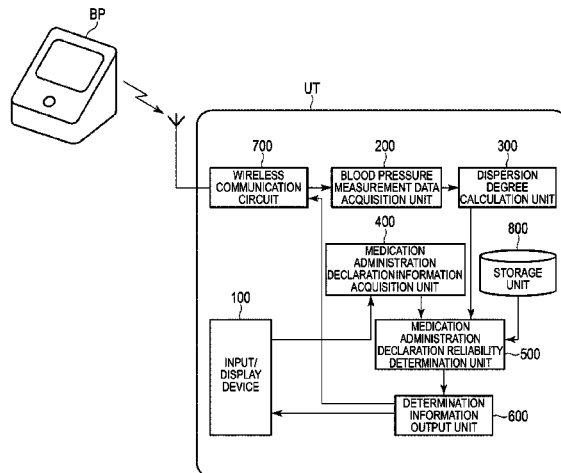 BP
UT
700
200
300
WIRELESS
COMMUNICATION
CIRCUIT
BLOOD PRESSURE
MEASUREMENT DATA
ACQUISITION UNIT
DISPERSION
DEGREE
CALCULATION UNIT
400
800
MEDICATION
ADMINISTRATION
DECLARATION INFORMATION
ACQUISITION UNIT
STORAGE
UNIT
100
INPUT/
DISPLAY
DEVICE
MEDICATION
ADMINISTRATION
DECLARATION RELIABILITY
DETERMINATION UNIT
500
DETERMINATION
INFORMATION
OUTPUT UNIT
600